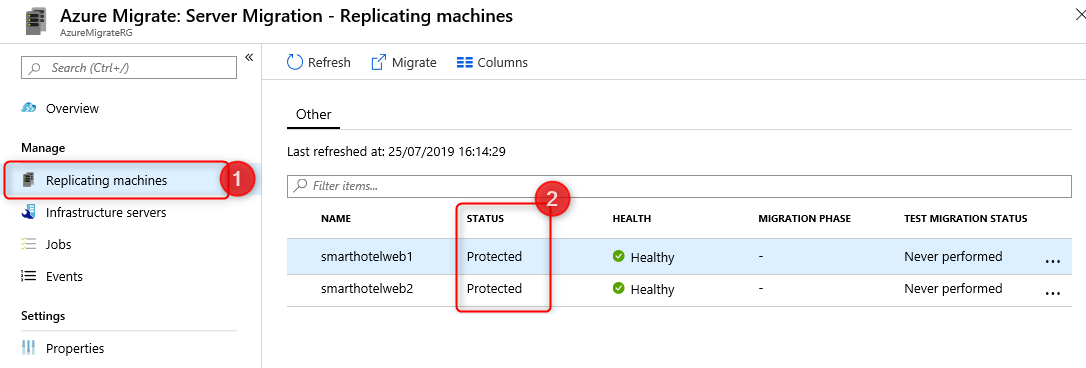 Azure Migrate: Server Migration - Replicating machines
AzureMigrateRG
Search (Ctrl+/)
Overview
Manage
Replicating machines
1
Infrastructure servers
Jobs
Events
Settings
Properties
Refresh Migrate Columns
Other
Last refreshed at: 25/07/2019 16:14:29
Filter items...
2
NAME STATUS HEALTH MIGRATION PHASE TEST MIGRATION STATUS
smarthotelweb1 Protected Healthy - Never performed ...
smarthotelweb2 Protected Healthy - Never performed ...